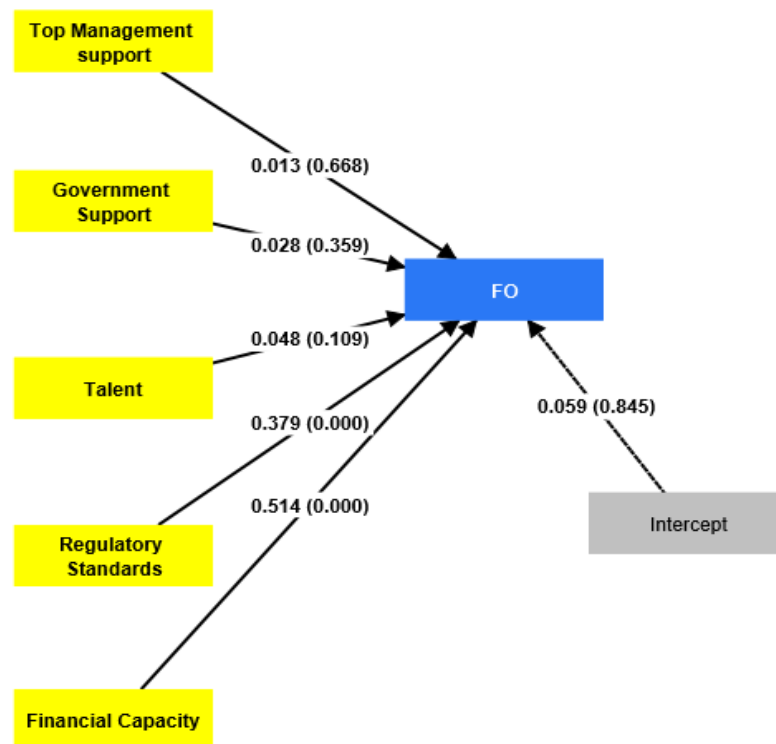 Top Management
support
0.013 (0.668)
Government
Support
0.028 (0.359)
FO
0.048 (0.109)
Talent
0.379 (0.000)
0.059 (0.845)
0.514 (0.000)
Intercept
Regulatory
Standards
Financial Capacity